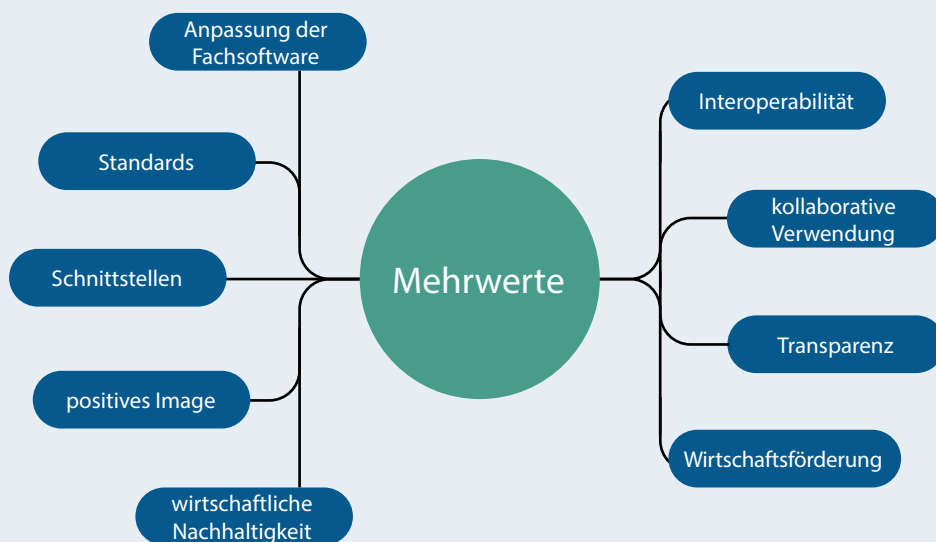 Anpassung der
Fachsoftware
Standards
Schnittstellen
positives Image
wirtschaftliche
Nachhaltigkeit
Mehrwerte
Interoperabilität
kollaborative
Verwendung
Transparenz
Wirtschaftsförderung